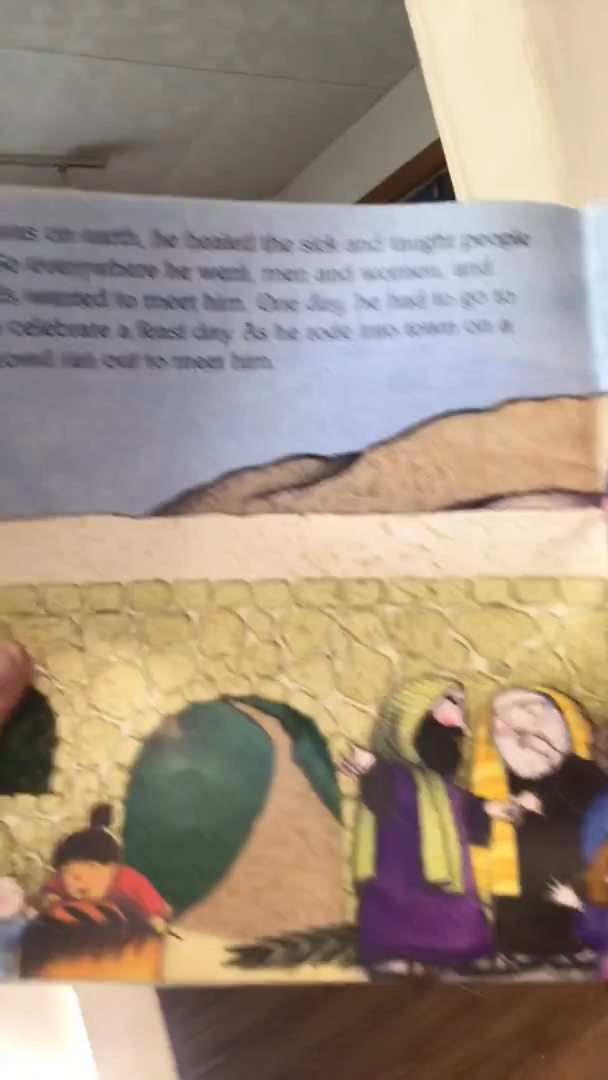 on earth, he healed the sick and taught people
everywhere he went, men and women, and
wanted to meet him. One day, he had to go to
celebrate a feast day. As he rode into town on a
ran out to meet him.